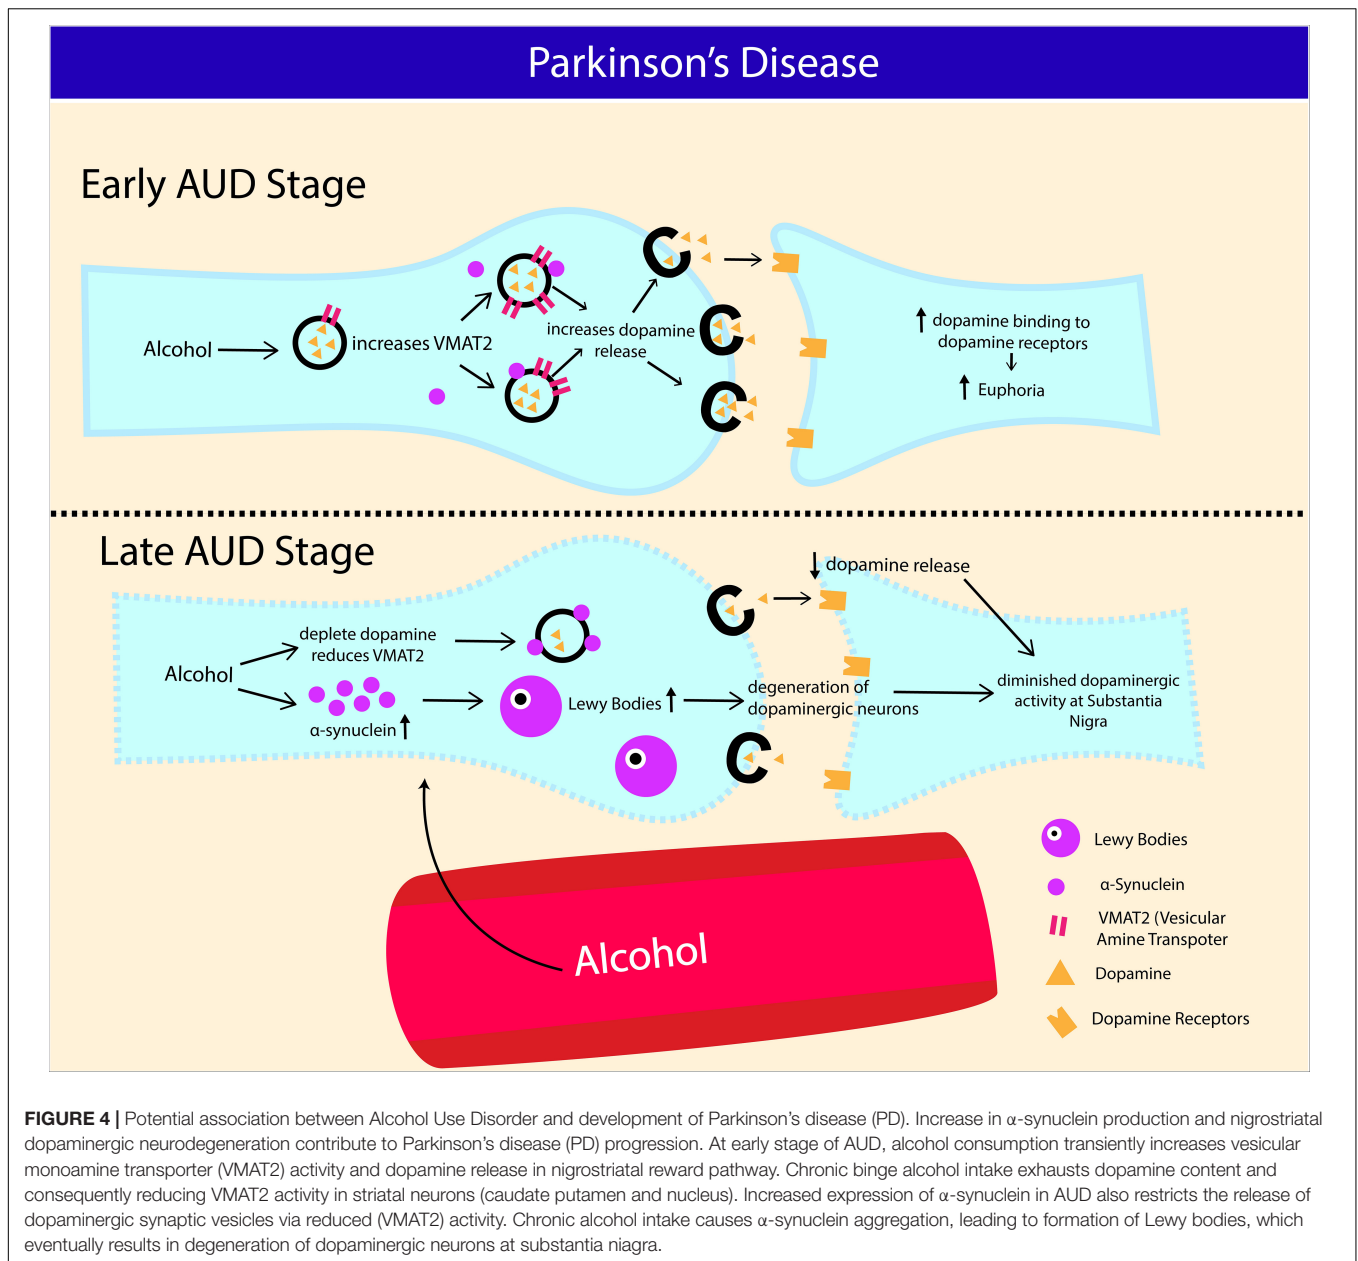 Parkinson's Disease
Early AUD Stage
Alcohol
increases VMAT2
increases dopamine
release
dopamine binding to
dopamine receptors
Euphoria
Late AUD Stage
dopamine release
deplete dopamine
reduces VMAT2
Alcohol
α-synuclein
Lewy Bodies
degeneration of
dopaminergic neurons
diminished dopaminergic
activity at Substantia
Nigra
Alcohol
Lewy Bodies
α-Synuclein
VMAT2 (Vesicular
Amine Transpoter
Dopamine
Dopamine Receptors
FIGURE 4 | Potential association between Alcohol Use Disorder and development of Parkinson's disease (PD). Increase in α-synuclein production and nigrostriatal
dopaminergic neurodegeneration contribute to Parkinson's disease (PD) progression. At early stage of AUD, alcohol consumption transiently increases vesicular
monoamine transporter (VMAT2) activity and dopamine release in nigrostriatal reward pathway. Chronic binge alcohol intake exhausts dopamine content and
consequently reducing VMAT2 activity in striatal neurons (caudate putamen and nucleus). Increased expression of α-synuclein in AUD also restricts the release of
dopaminergic synaptic vesicles via reduced (VMAT2) activity. Chronic alcohol intake causes α-synuclein aggregation, leading to formation of Lewy bodies, which
eventually results in degeneration of dopaminergic neurons at substantia niagra.